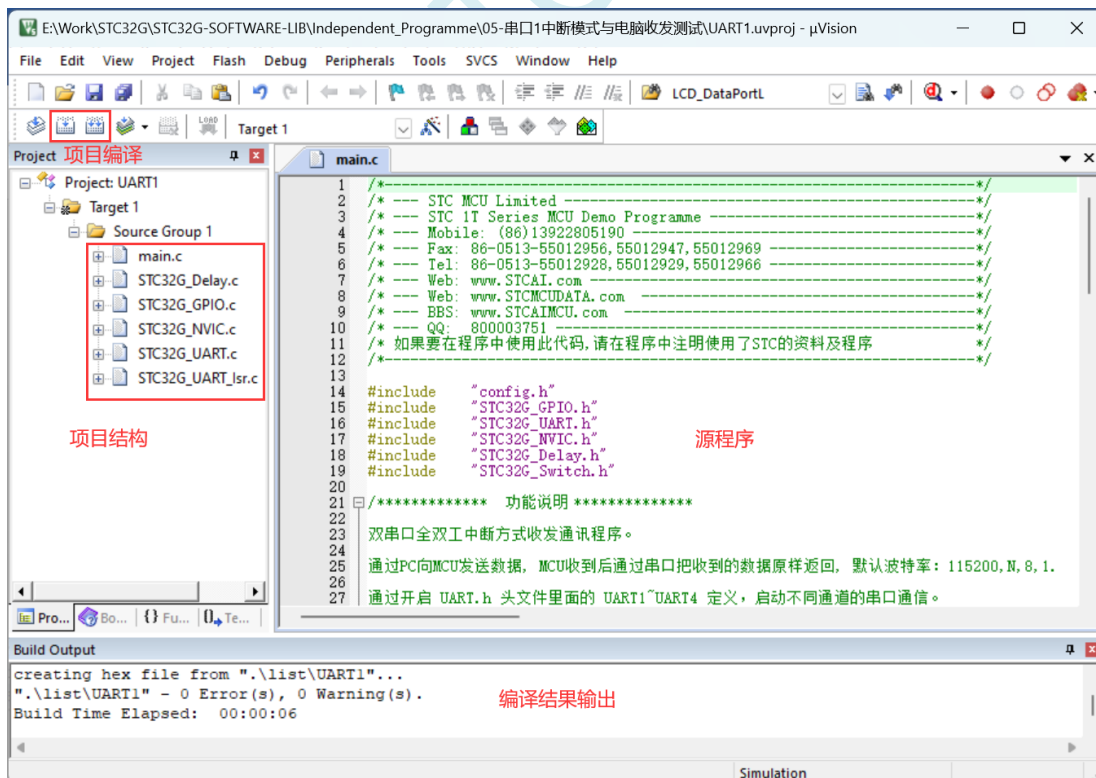 E:\Work\STC32G\STC32G-SOFTWARE-LIB\Independent_Programme\05-串口1中断模式与电脑收发测试\UART1.uvproj - µVision
File Edit View Project Flash Debug Peripherals Tools SVCS Window Help
LCD_DataPortL
LOAD
Target 1
Project 项目编译
main.c
Project: UART1
Target 1
Source Group 1
main.c
STC32G_Delay.c
STC32G_GPIO.c
STC32G_NVIC.c
STC32G_UART.c
STC32G_UART_Isr.c
项目结构
1 /*---------------------------------------------------------------------*/
2 /* --- STC MCU Limited ------------------------------------------------*/
3 /* --- STC 1T Series MCU Demo Programme -------------------------------*/
4 /* --- Mobile: (86)13922805190 ----------------------------------------*/
5 /* --- Fax: 86-0513-55012956,55012947,55012969 ------------------------*/
6 /* --- Tel: 86-0513-55012928,55012929,55012966 ------------------------*/
7 /* --- Web: www.STCAI.com ---------------------------------------------*/
8 /* --- Web: www.STCMCUDATA.com ---------------------------------------*/
9 /* --- BBS: www.STCAIMCU.com -----------------------------------------*/
10 /* --- QQ: 800003751 -------------------------------------------------*/
11 /* 如果要在程序中使用此代码,请在程序中注明使用了STC的资料及程序 */
12 /*---------------------------------------------------------------------*/
13
14 #include "config.h"
15 #include "STC32G_GPIO.h"
16 #include "STC32G_UART.h"
17 #include "STC32G_NVIC.h"
18 #include "STC32G_Delay.h"
19 #include "STC32G_Switch.h"
源程序
20
21 /************* 功能说明 **************
22
23 双串口全双工中断方式收发通讯程序。
24
25 通过PC向MCU发送数据, MCU收到后通过串口把收到的数据原样返回, 默认波特率：115200,N,8,1.
26
27 通过开启 UART.h 头文件里面的 UART1~UART4 定义，启动不同通道的串口通信。
Pro... Bo... {} Fu... Te...
Build Output
creating hex file from ".\list\UART1"...
".\list\UART1" - 0 Error(s), 0 Warning(s).
Build Time Elapsed: 00:00:06
编译结果输出
Simulation